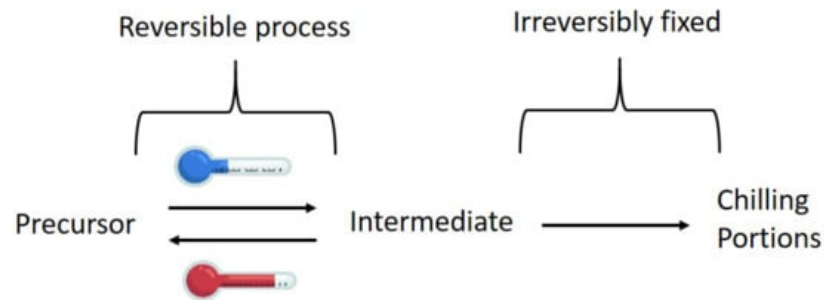 Reversible process
Irreversibly fixed
Precursor
Intermediate
Chilling
Portions